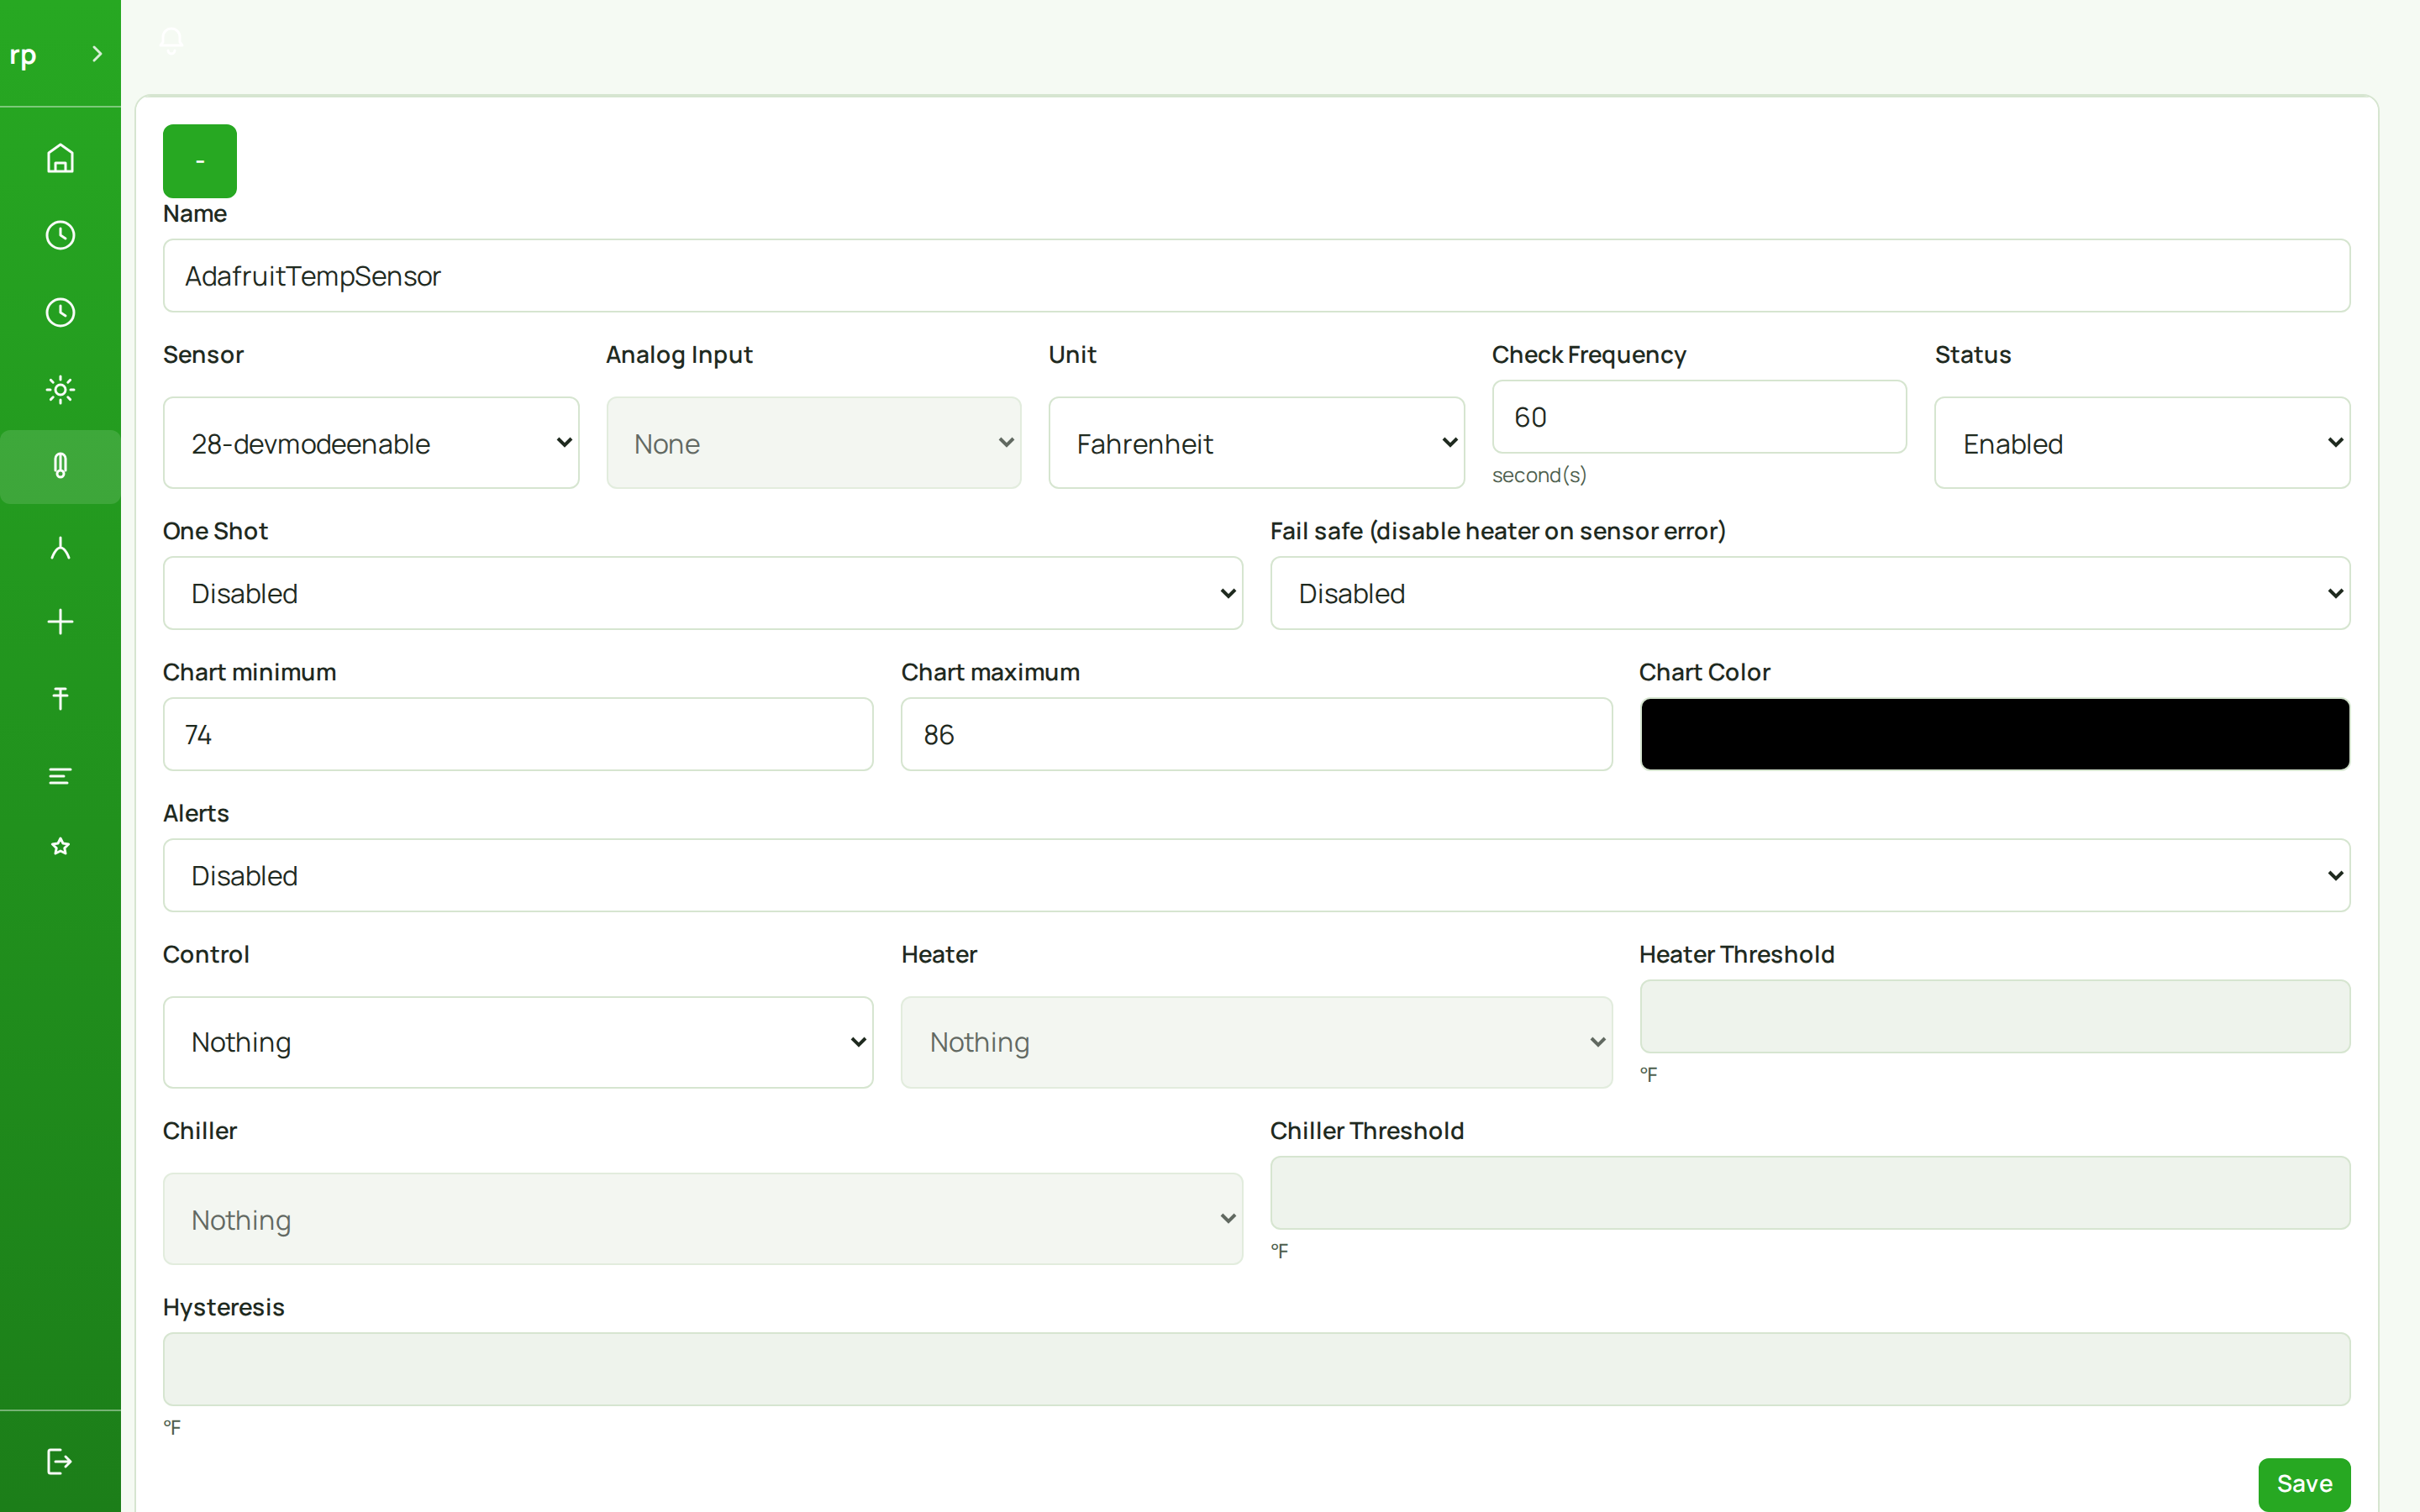 rp
-
Name
AdafruitTempSensor
Sensor Analog Input Unit Check Frequency Status
28-devmodeenable None Fahrenheit 60 Enabled
second(s)
One Shot Fail safe (disable heater on sensor error)
Disabled Disabled
Chart minimum Chart maximum Chart Color
74 86
Alerts
Disabled
Control Heater Heater Threshold
Nothing Nothing
°F
Chiller Chiller Threshold
Nothing
°F
Hysteresis
°F
Save